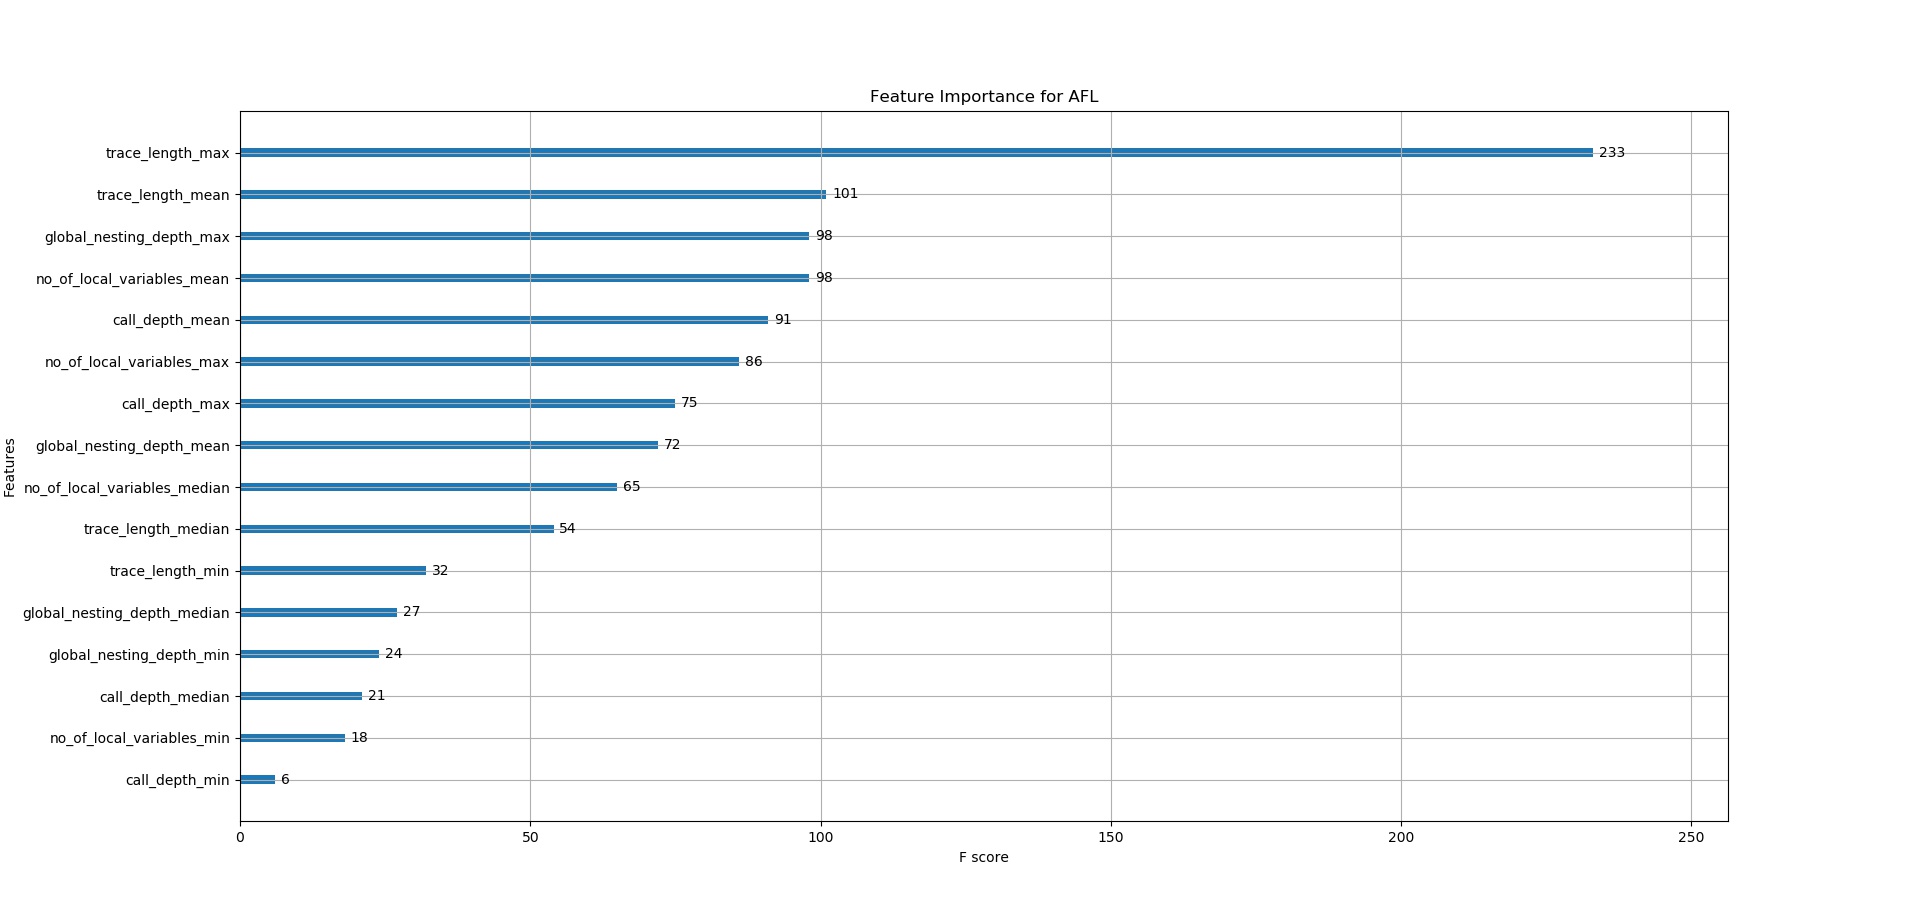 Feature Importance for AFL
trace_length_max 233
trace_length_mean 101
global_nesting_depth_max 98
no_of_local_variables_mean 98
call_depth_mean 91
no_of_local_variables_max 86
call_depth_max 75
global_nesting_depth_mean 72
no_of_local_variables_median 65
trace_length_median 54
trace_length_min 32
global_nesting_depth_median 27
global_nesting_depth_min 24
call_depth_median 21
no_of_local_variables_min 18
call_depth_min 6
Features
0 50 100 150 200 250
F score